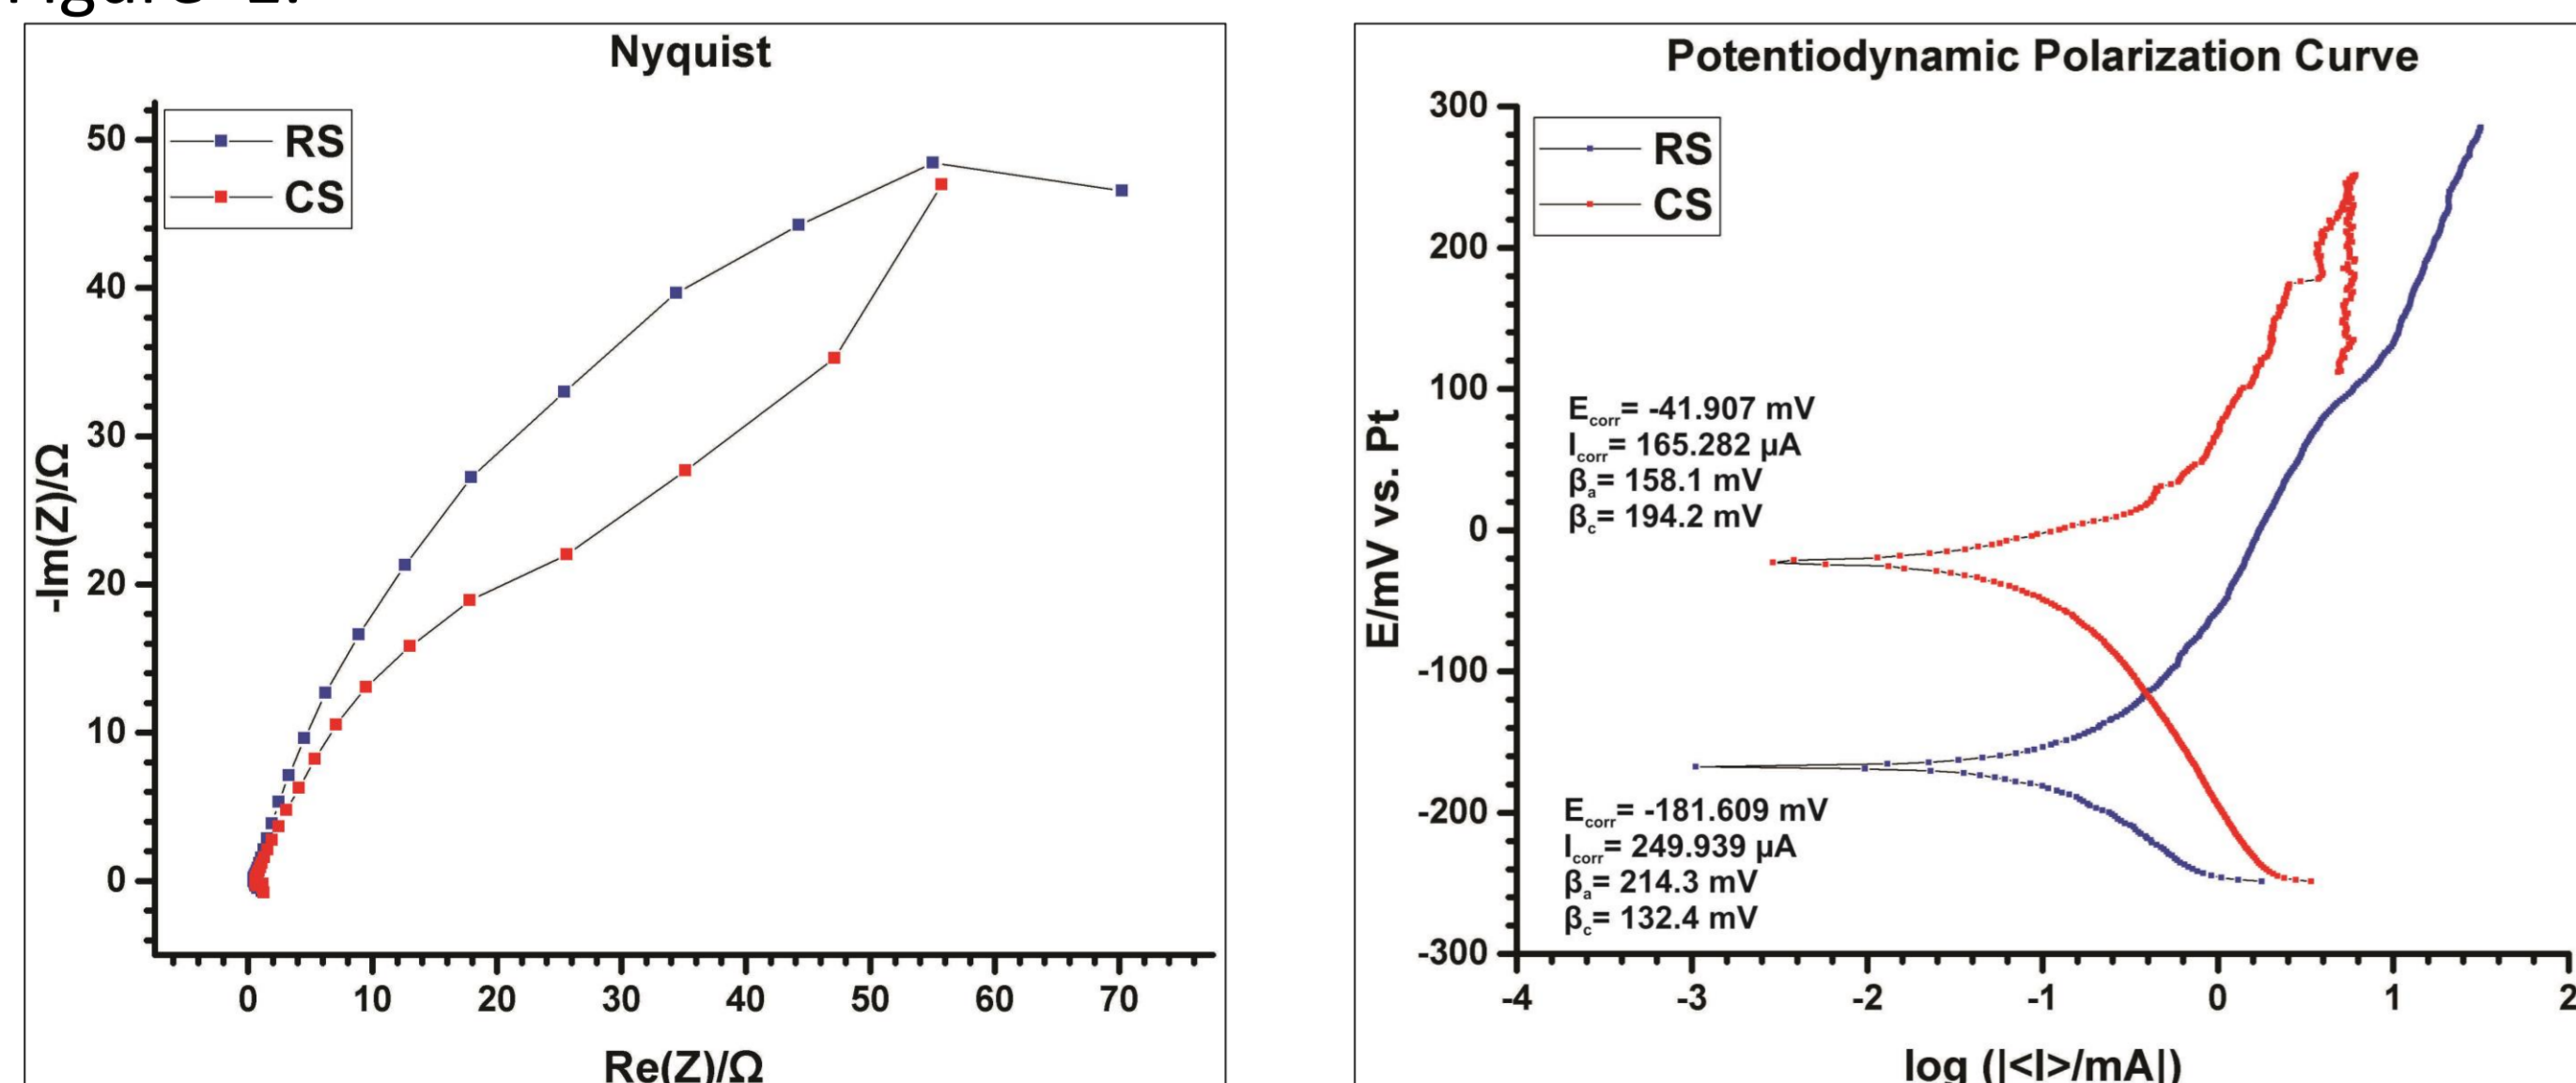 Nyquist
RS
CS
50
40
30
20
10
0
-Im(Z)/Ω
0 10 20 30 40 50 60 70
Re(Z)/Ω
Potentiodynamic Polarization Curve
RS
CS
300
200
100
0
-100
-200
-300
E/mV vs. Pt
Ecorr= -41.907 mV
Icorr= 165.282 µA
βa= 158.1 mV
βc= 194.2 mV
Ecorr= -181.609 mV
Icorr= 249.939 µA
βa= 214.3 mV
βc= 132.4 mV
-4 -3 -2 -1 0 1 2
log (|<I>/mA|)